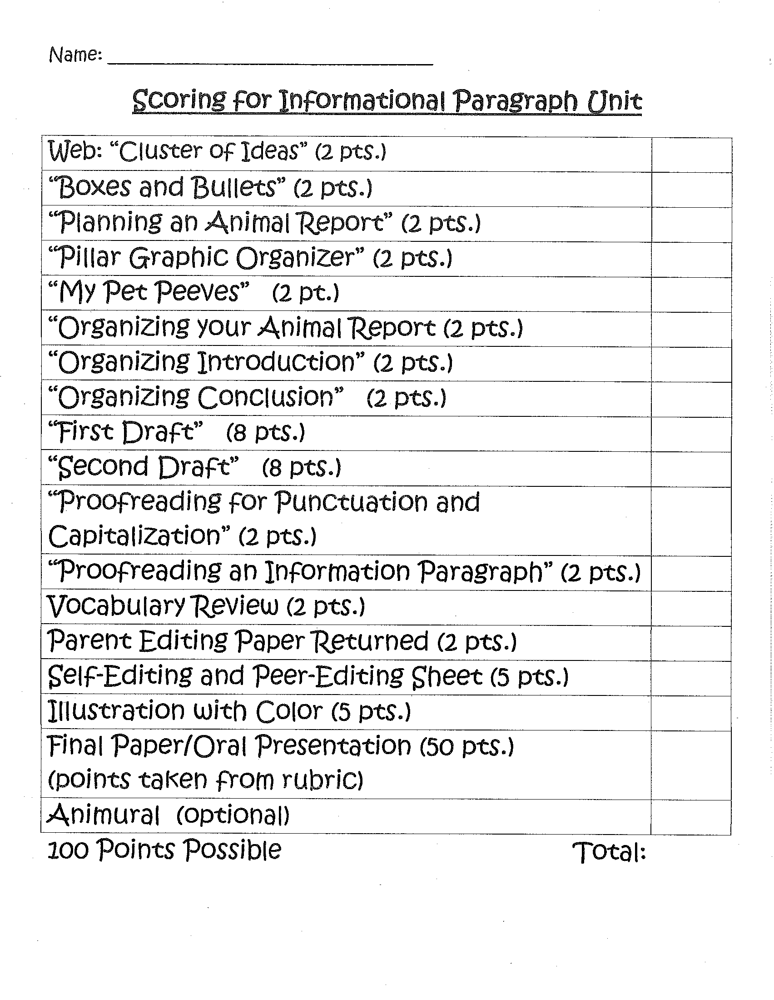 Name:
Scoring for Informational Paragraph Unit
Web: “Cluster of Ideas” (2 pts.)
“Boxes and Bullets” (2 pts.)
“Planning an Animal Report” (2 pts.)
“Pillar Graphic Organizer” (2 pts.)
“My Pet Peeves” (2 pt.)
“Organizing your Animal Report (2 pts.)
“Organizing Introduction” (2 pts.)
“Organizing Conclusion” (2 pts.)
“First Draft” (8 pts.)
“Second Draft” (8 pts.)
“Proofreading for Punctuation and
Capitalization” (2 pts.)
“Proofreading an Information Paragraph” (2 pts.)
Vocabulary Review (2 pts.)
Parent Editing Paper Returned (2 pts.)
Self-Editing and Peer-Editing Sheet (5 pts.)
Illustration with Color (5 pts.)
Final Paper/Oral Presentation (50 pts.)
(points taken from rubric)
Animural (optional)
100 Points Possible Total: